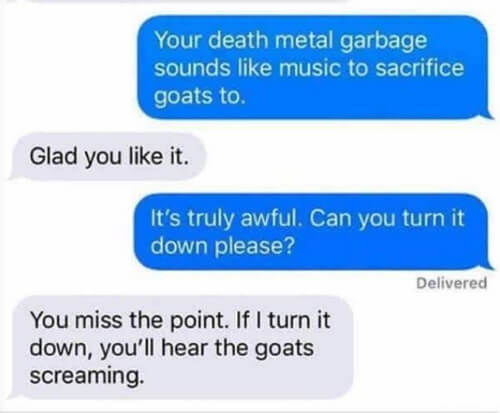 Your death metal garbage
sounds like music to sacrifice
goats to.
Glad you like it.
It's truly awful. Can you turn it
down please?
Delivered
You miss the point. If I turn it
down, you'll hear the goats
screaming.